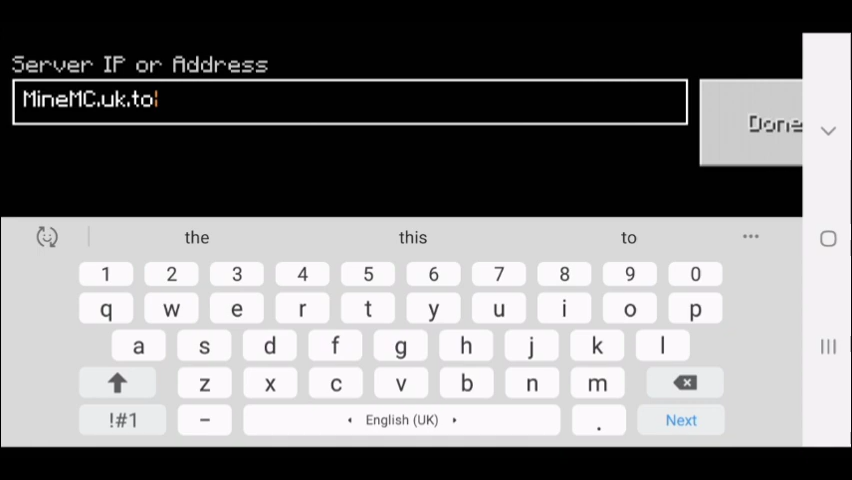 Server IP or Address
MineMC.uk.to
Done
the this to •••
1 2 3 4 5 6 7 8 9 0
q w e r t y u i o p
a s d f g h j k l
z x c v b n m
!#1 – English (UK) . Next